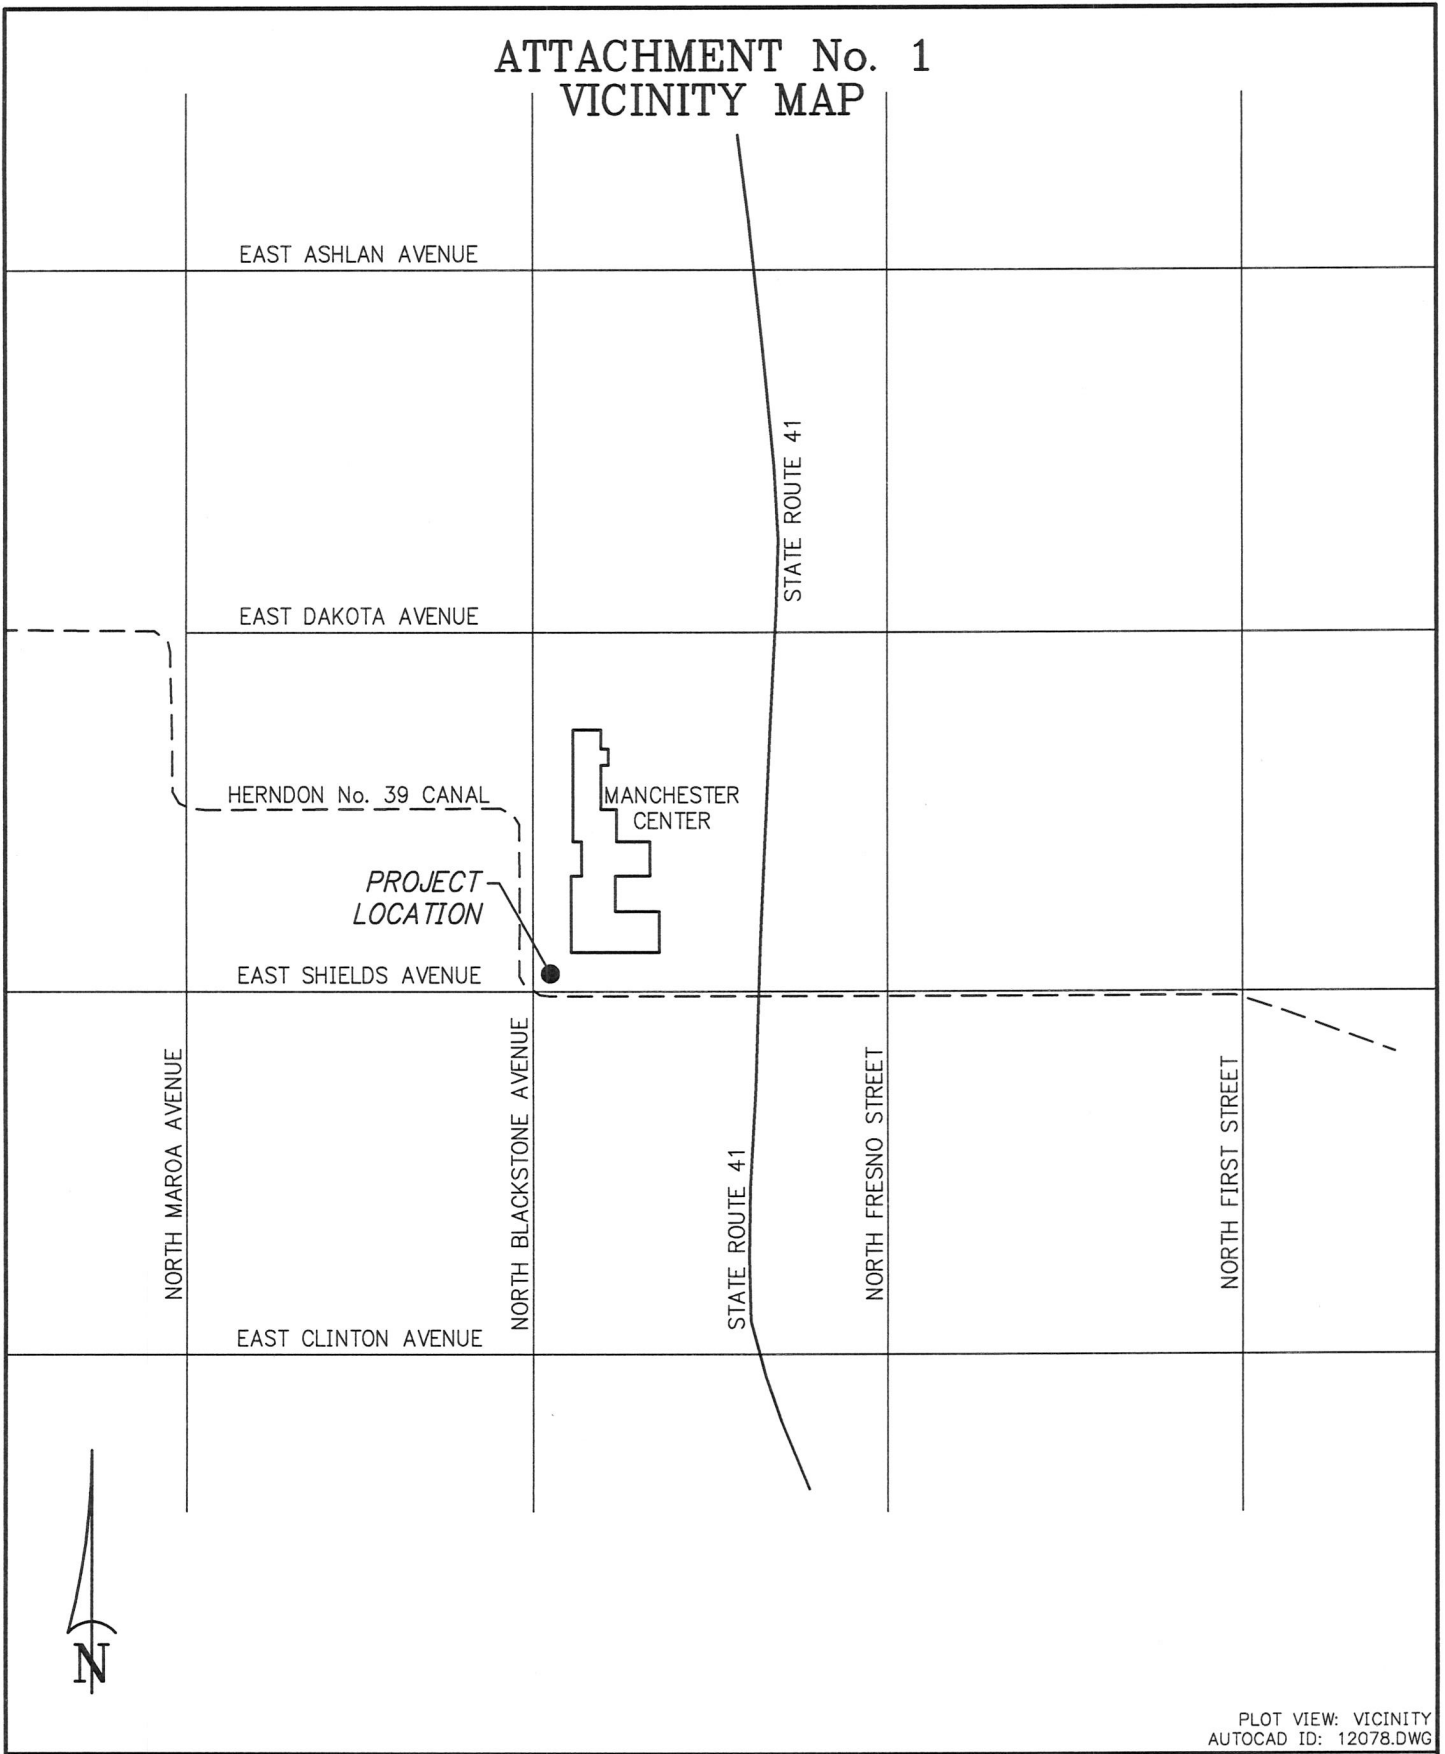 ATTACHMENT No. 1
VICINITY MAP
EAST ASHLAN AVENUE
STATE ROUTE 41
EAST DAKOTA AVENUE
HERNDON No. 39 CANAL
MANCHESTER
CENTER
PROJECT
LOCATION
EAST SHIELDS AVENUE
NORTH MAROA AVENUE
NORTH BLACKSTONE AVENUE
STATE ROUTE 41
NORTH FRESNO STREET
NORTH FIRST STREET
EAST CLINTON AVENUE
N
PLOT VIEW: VICINITY
AUTOCAD ID: 12078.DWG